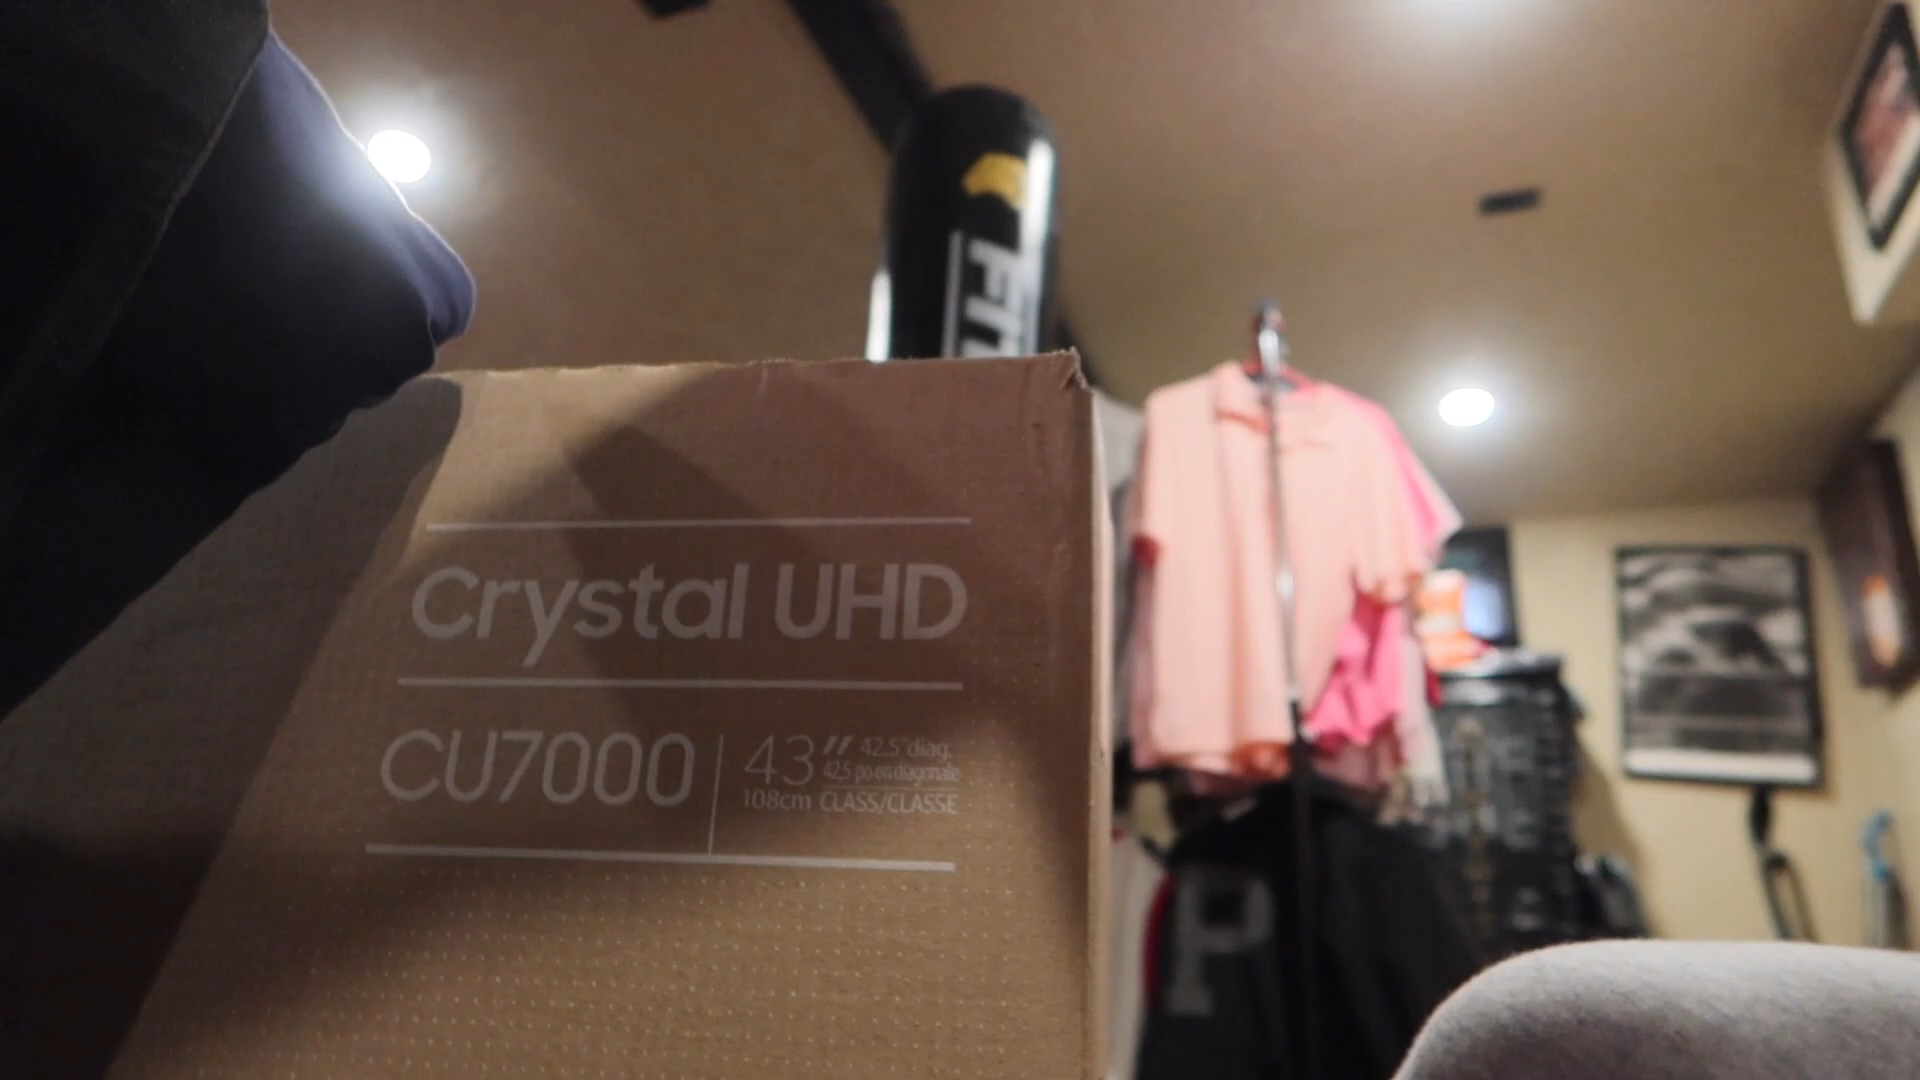 Crystal UHD
CU7000
43" 42.5"diag.
42,5 po en diagonale
108cm CLASS/CLASSE
P